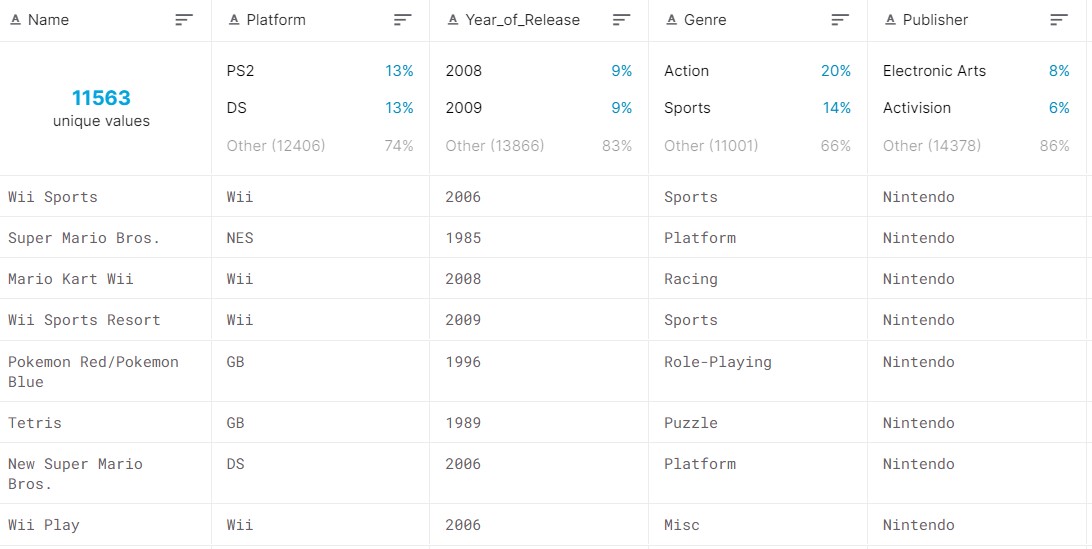 Name Platform Year_of_Release Genre Publisher
PS2 13% 2008 9% Action 20% Electronic Arts 8%
11563
DS 13% 2009 9% Sports 14% Activision 6%
unique values
Other (12406) 74% Other (13866) 83% Other (11001) 66% Other (14378) 86%
Wii Sports Wii 2006 Sports Nintendo
Super Mario Bros. NES 1985 Platform Nintendo
Mario Kart Wii Wii 2008 Racing Nintendo
Wii Sports Resort Wii 2009 Sports Nintendo
Pokemon Red/Pokemon GB 1996 Role-Playing Nintendo
Blue
Tetris GB 1989 Puzzle Nintendo
New Super Mario DS 2006 Platform Nintendo
Bros.
Wii Play Wii 2006 Misc Nintendo